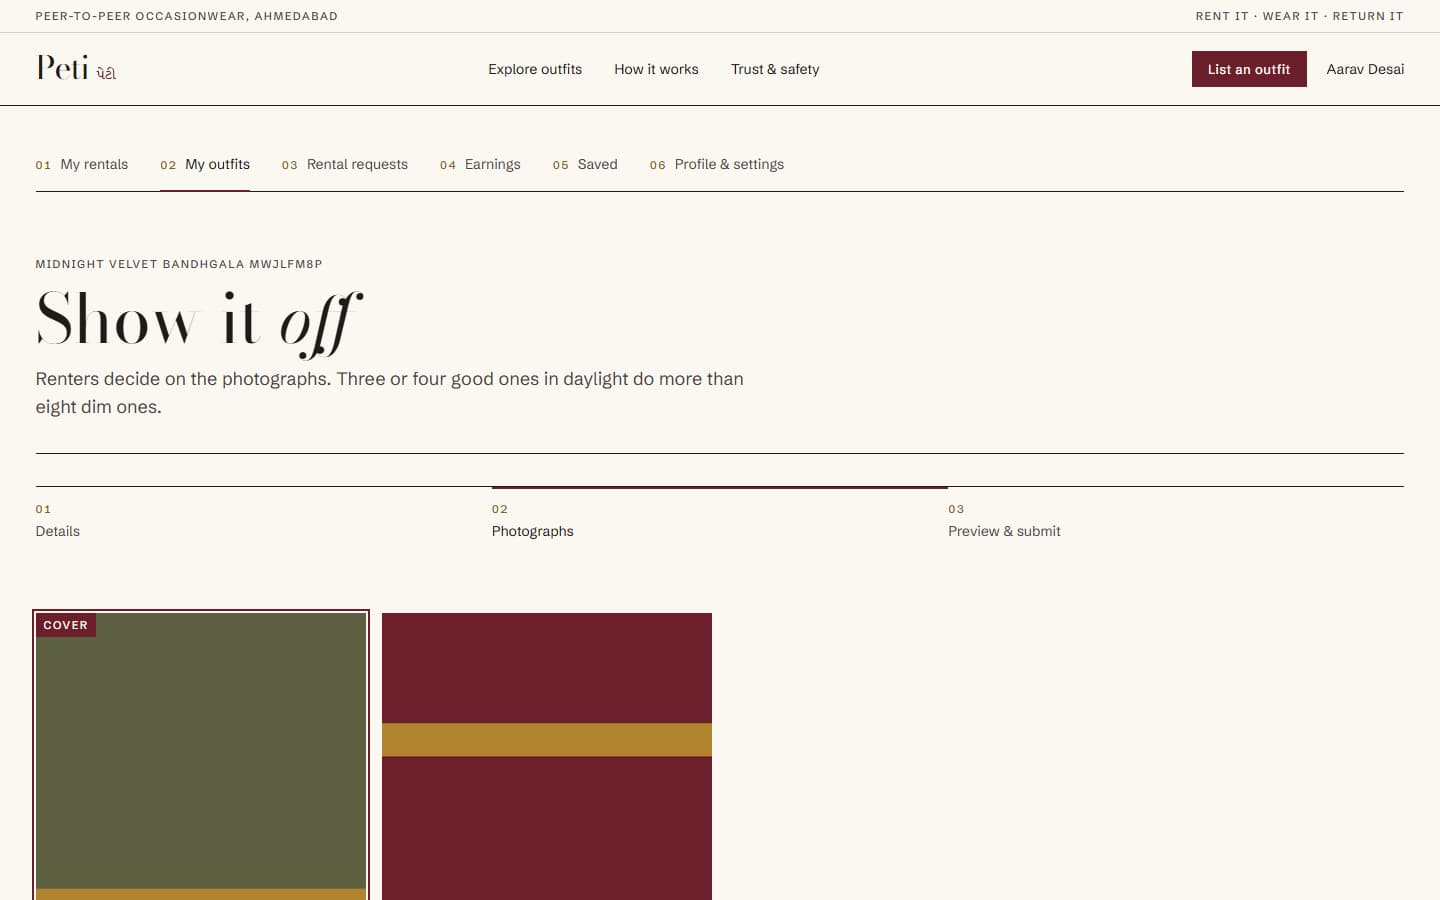 PEER-TO-PEER OCCASIONWEAR, AHMEDABAD
RENT IT · WEAR IT · RETURN IT
Peti પેટી
Explore outfits
How it works
Trust & safety
List an outfit
Aarav Desai
01 My rentals
02 My outfits
03 Rental requests
04 Earnings
05 Saved
06 Profile & settings
MIDNIGHT VELVET BANDHGALA MWJLFM8P
Show it off
Renters decide on the photographs. Three or four good ones in daylight do more than
eight dim ones.
01
Details
02
Photographs
03
Preview & submit
COVER